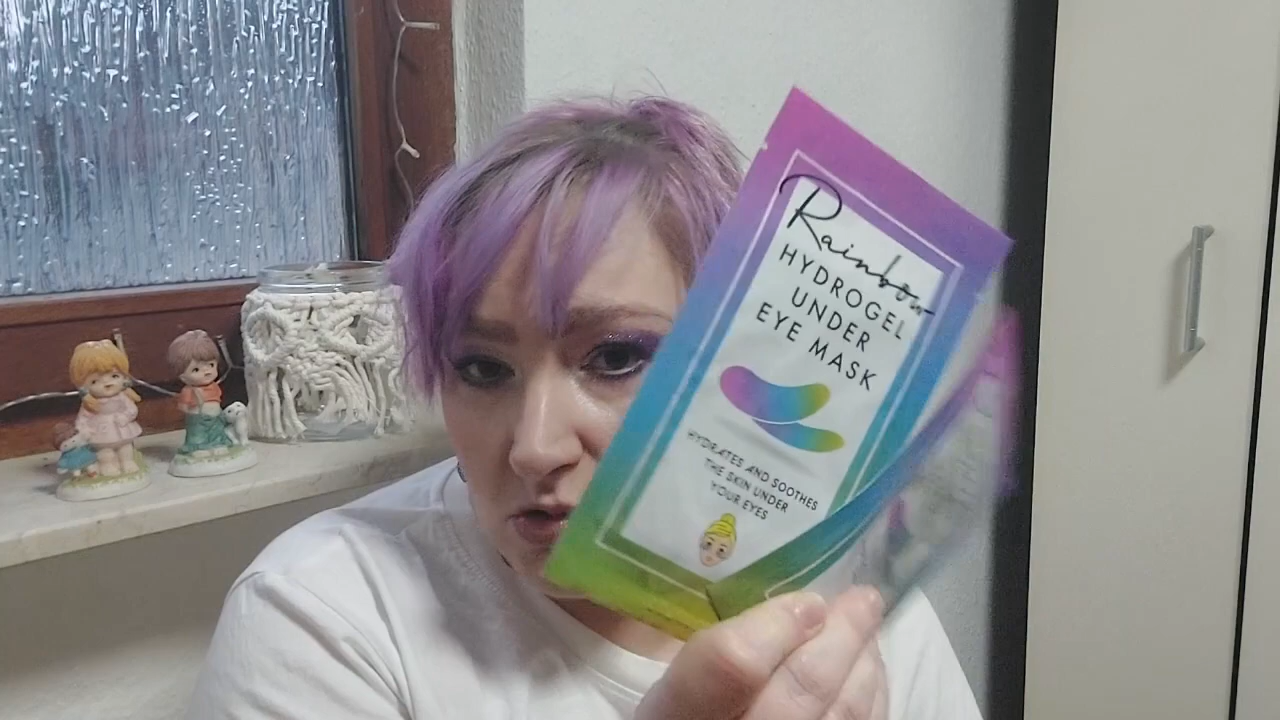 Rainbow
HYDROGEL
UNDER
EYE MASK
HYDRATES AND SOOTHES
THE SKIN UNDER
YOUR EYES